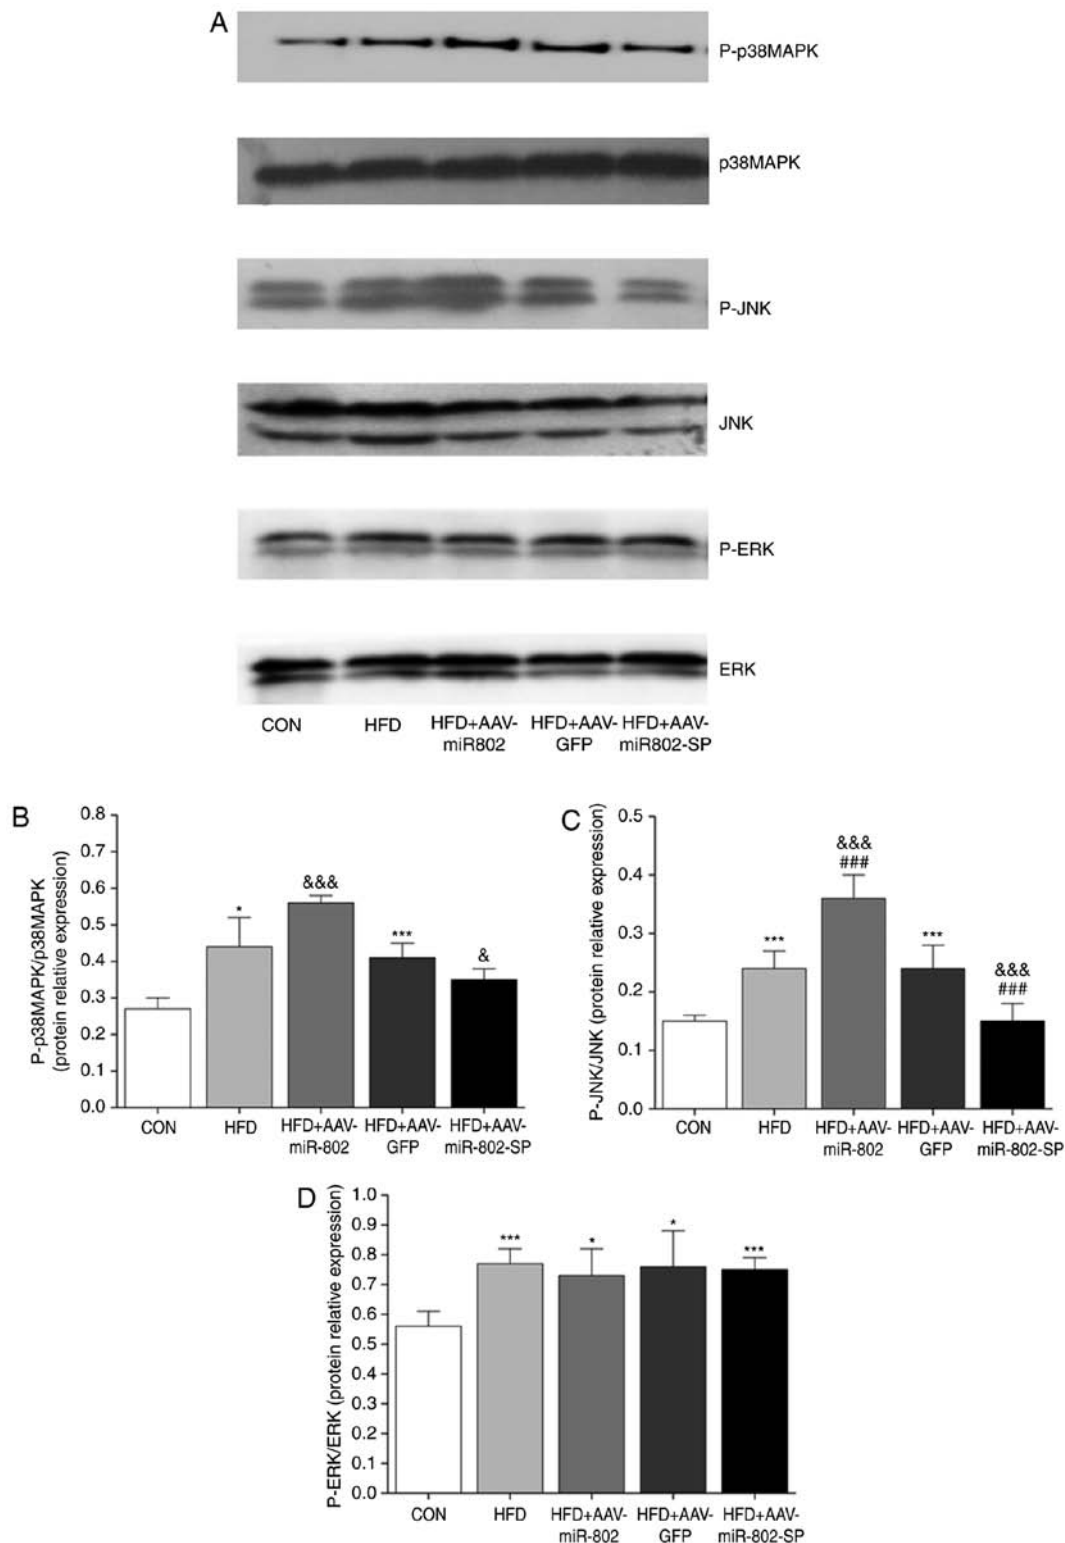 A
P-p38MAPK
p38MAPK
P-JNK
JNK
P-ERK
ERK
CON HFD HFD+AAV-miR802 HFD+AAV-GFP HFD+AAV-miR802-SP
B
P-p38MAPK/p38MAPK
(protein relative expression)
0.8
0.7
0.6
0.5
0.4
0.3
0.2
0.1
0.0
*
&&&
***
&
CON HFD HFD+AAV-miR-802 HFD+AAV-GFP HFD+AAV-miR-802-SP
C
P-JNK/JNK (protein relative expression)
0.5
0.4
0.3
0.2
0.1
0.0
***
&&&
###
***
&&&
###
CON HFD HFD+AAV-miR-802 HFD+AAV-GFP HFD+AAV-miR-802-SP
D
P-ERK/ERK (protein relative expression)
1.0
0.9
0.8
0.7
0.6
0.5
0.4
0.3
0.2
0.1
0.0
***
*
*
***
CON HFD HFD+AAV-miR-802 HFD+AAV-GFP HFD+AAV-miR-802-SP